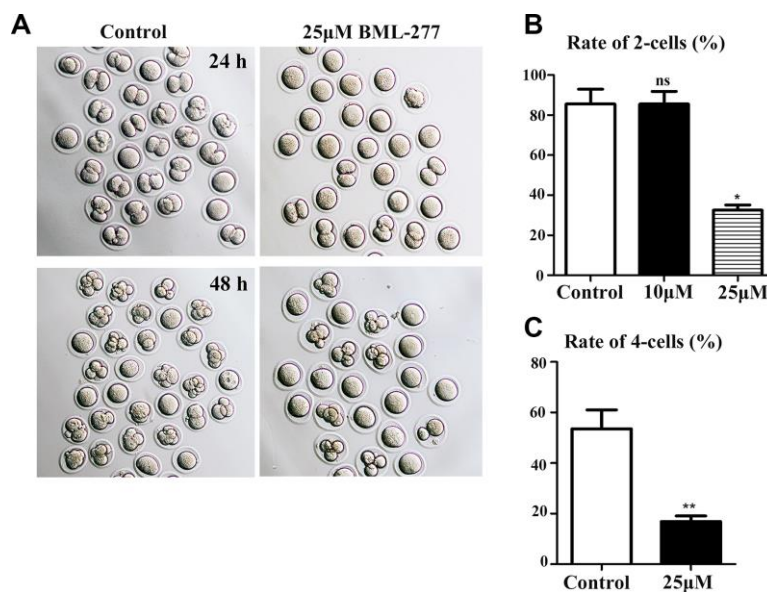 A
Control
25μM BML-277
24 h
48 h
B
Rate of 2-cells (%)
100
80
60
40
20
0
ns
*
Control
10μM
25μM
C
Rate of 4-cells (%)
80
60
40
20
0
**
Control
25μM